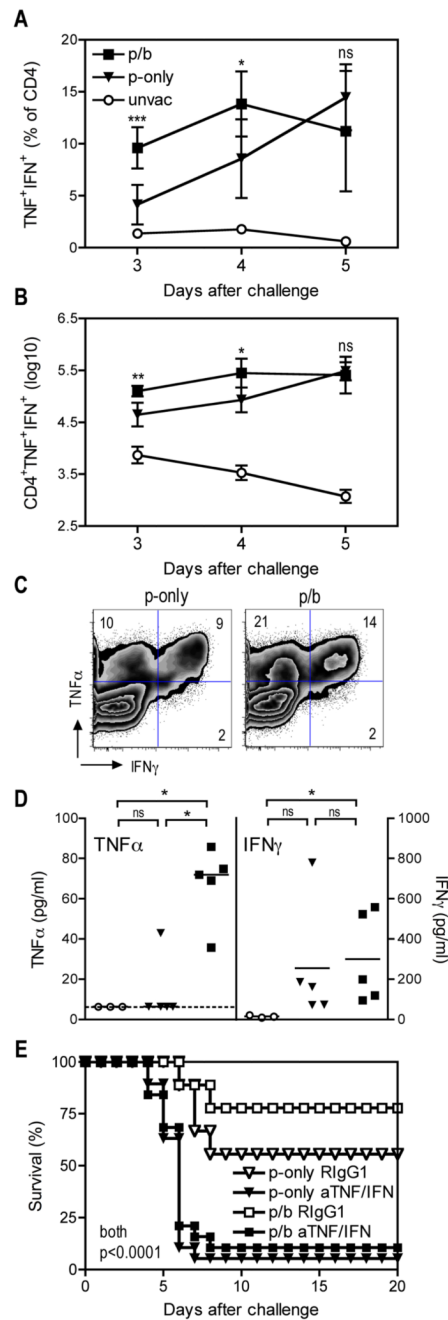 A
p/b
p-only
unvac
***
*
ns
TNF⁺IFN⁺ (% of CD4)
20
15
10
5
0
3 4 5
Days after challenge
B
**
*
ns
CD4⁺TNF⁺IFN⁺ (log10)
6.5
5.5
4.5
3.5
2.5
3 4 5
Days after challenge
C
p-only p/b
10 9 21 14
2 2
TNFα
IFNγ
D
* *
ns * ns ns
TNFα IFNγ
TNFα (pg/ml)
100
80
60
40
20
0
IFNγ (pg/ml)
1000
800
600
400
200
0
E
Survival (%)
100
75
50
25
0
p-only RIgG1
p-only aTNF/IFN
p/b RIgG1
p/b aTNF/IFN
both
p<0.0001
0 5 10 15 20
Days after challenge